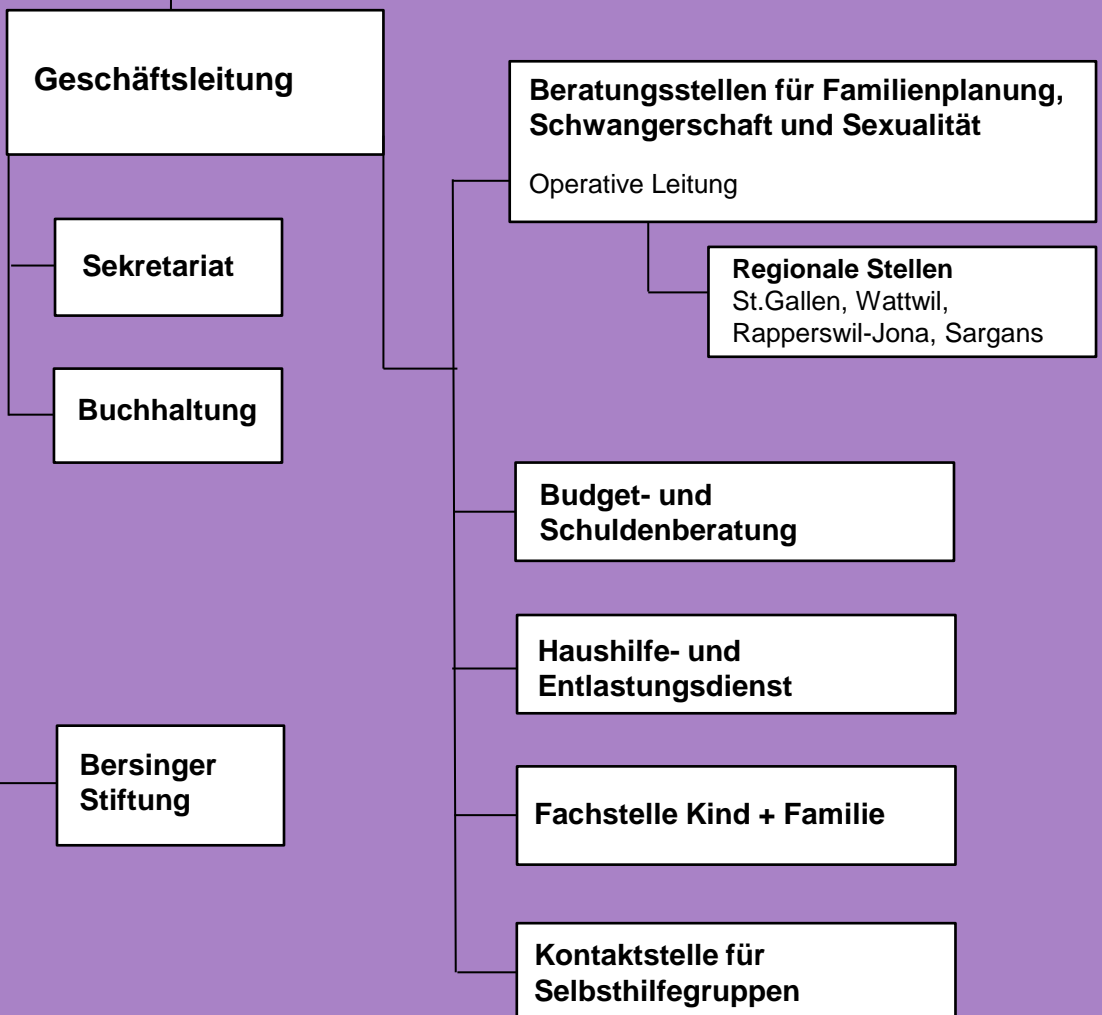 Geschäftsleitung
Sekretariat
Buchhaltung
Bersinger
Stiftung
Beratungsstellen für Familienplanung,
Schwangerschaft und Sexualität
Operative Leitung
Regionale Stellen
St.Gallen, Wattwil,
Rapperswil-Jona, Sargans
Budget- und
Schuldenberatung
Haushilfe- und
Entlastungsdienst
Fachstelle Kind + Familie
Kontaktstelle für
Selbsthilfegruppen